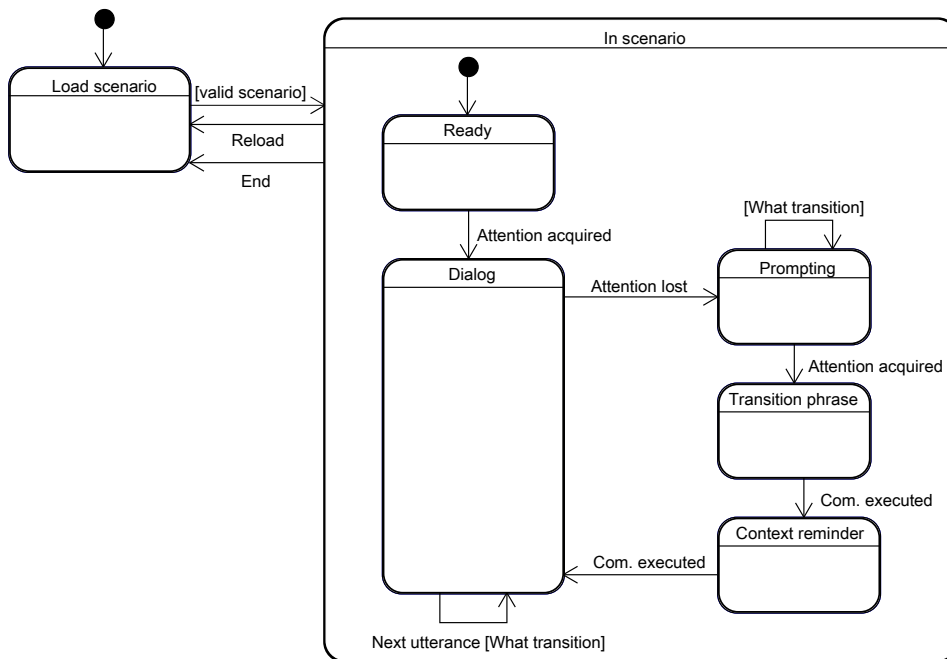 In scenario
Load scenario
[valid scenario]
Reload
End
Ready
Attention acquired
[What transition]
Dialog
Attention lost
Prompting
Attention acquired
Transition phrase
Com. executed
Context reminder
Com. executed
Next utterance [What transition]